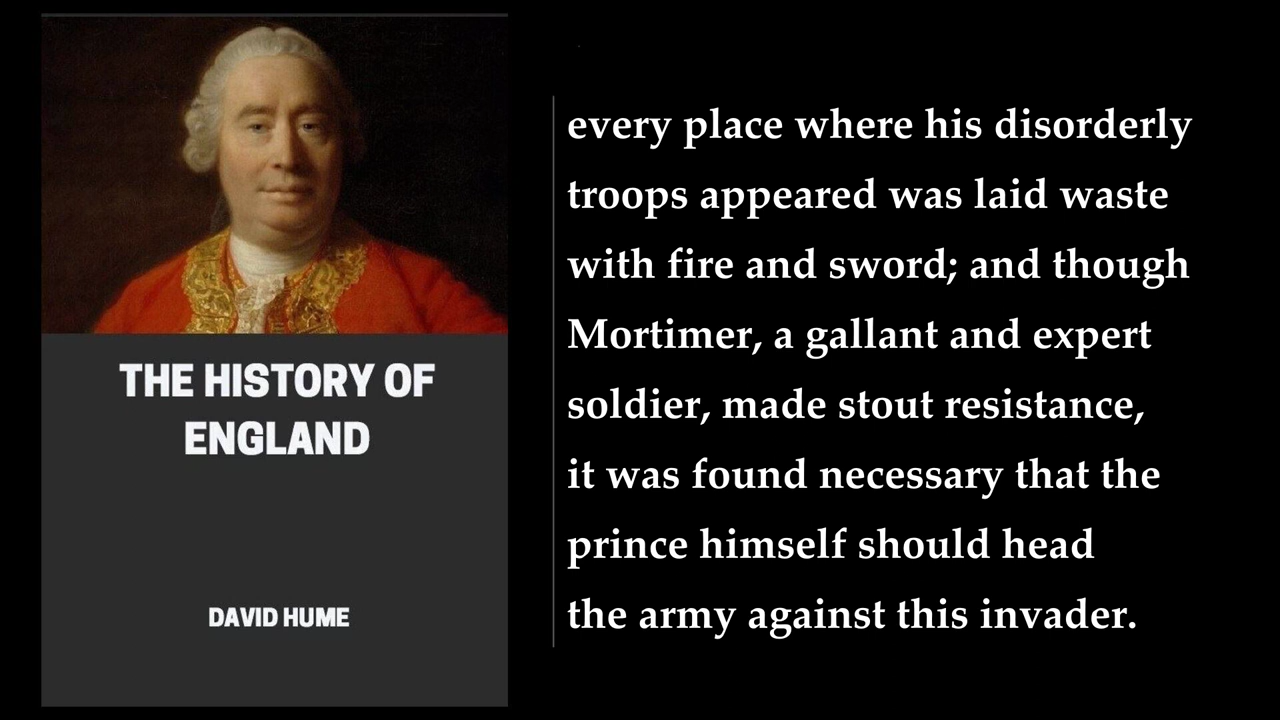 THE HISTORY OF
ENGLAND
DAVID HUME
every place where his disorderly
troops appeared was laid waste
with fire and sword; and though
Mortimer, a gallant and expert
soldier, made stout resistance,
it was found necessary that the
prince himself should head
the army against this invader.